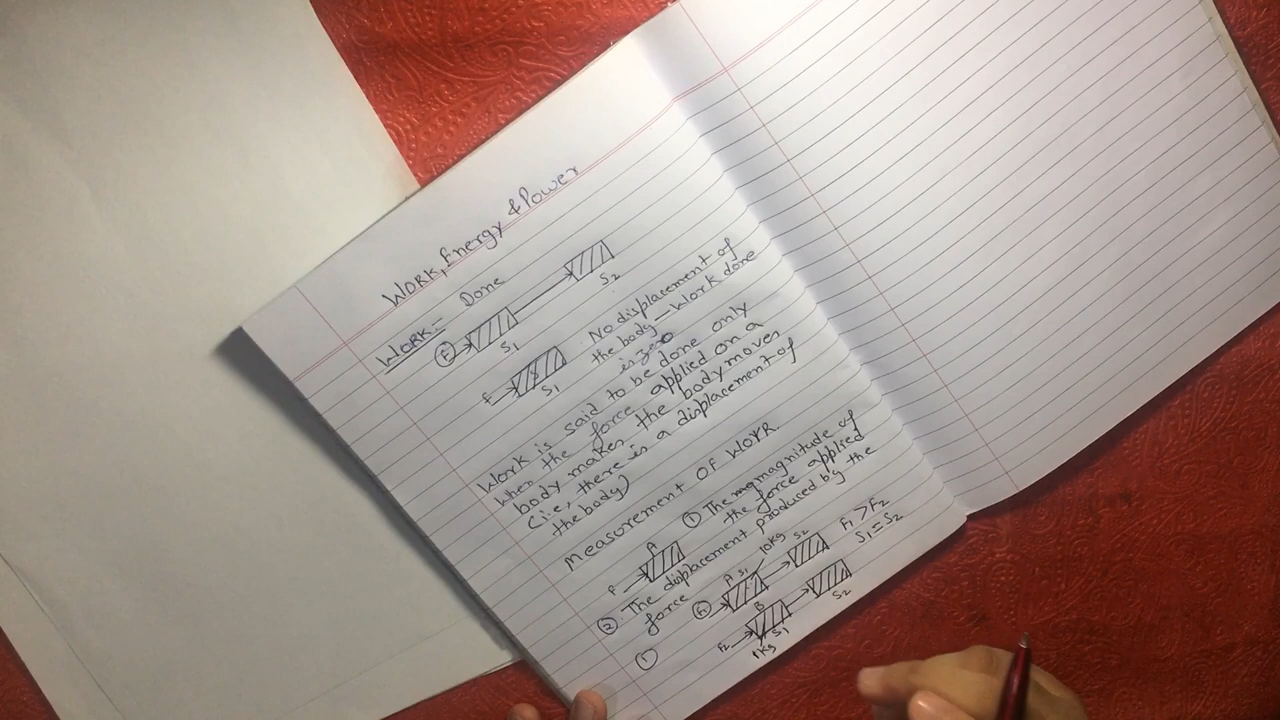 WORK, Energy & Power
WORK:- Done
F S1 S2
F S1 No displacement of
the body - Work done
is zero
Work is said to be done only
when the force applied on a
body makes the body moves
(i.e, there is a displacement of
the body)
Measurement OF WORK
F A ① The magnitude of
the force applied
② The displacement produced by the
force
① F1 A S1 10kg S2 F1 > F2
S1 = S2
F2 B S1 S2
1kg